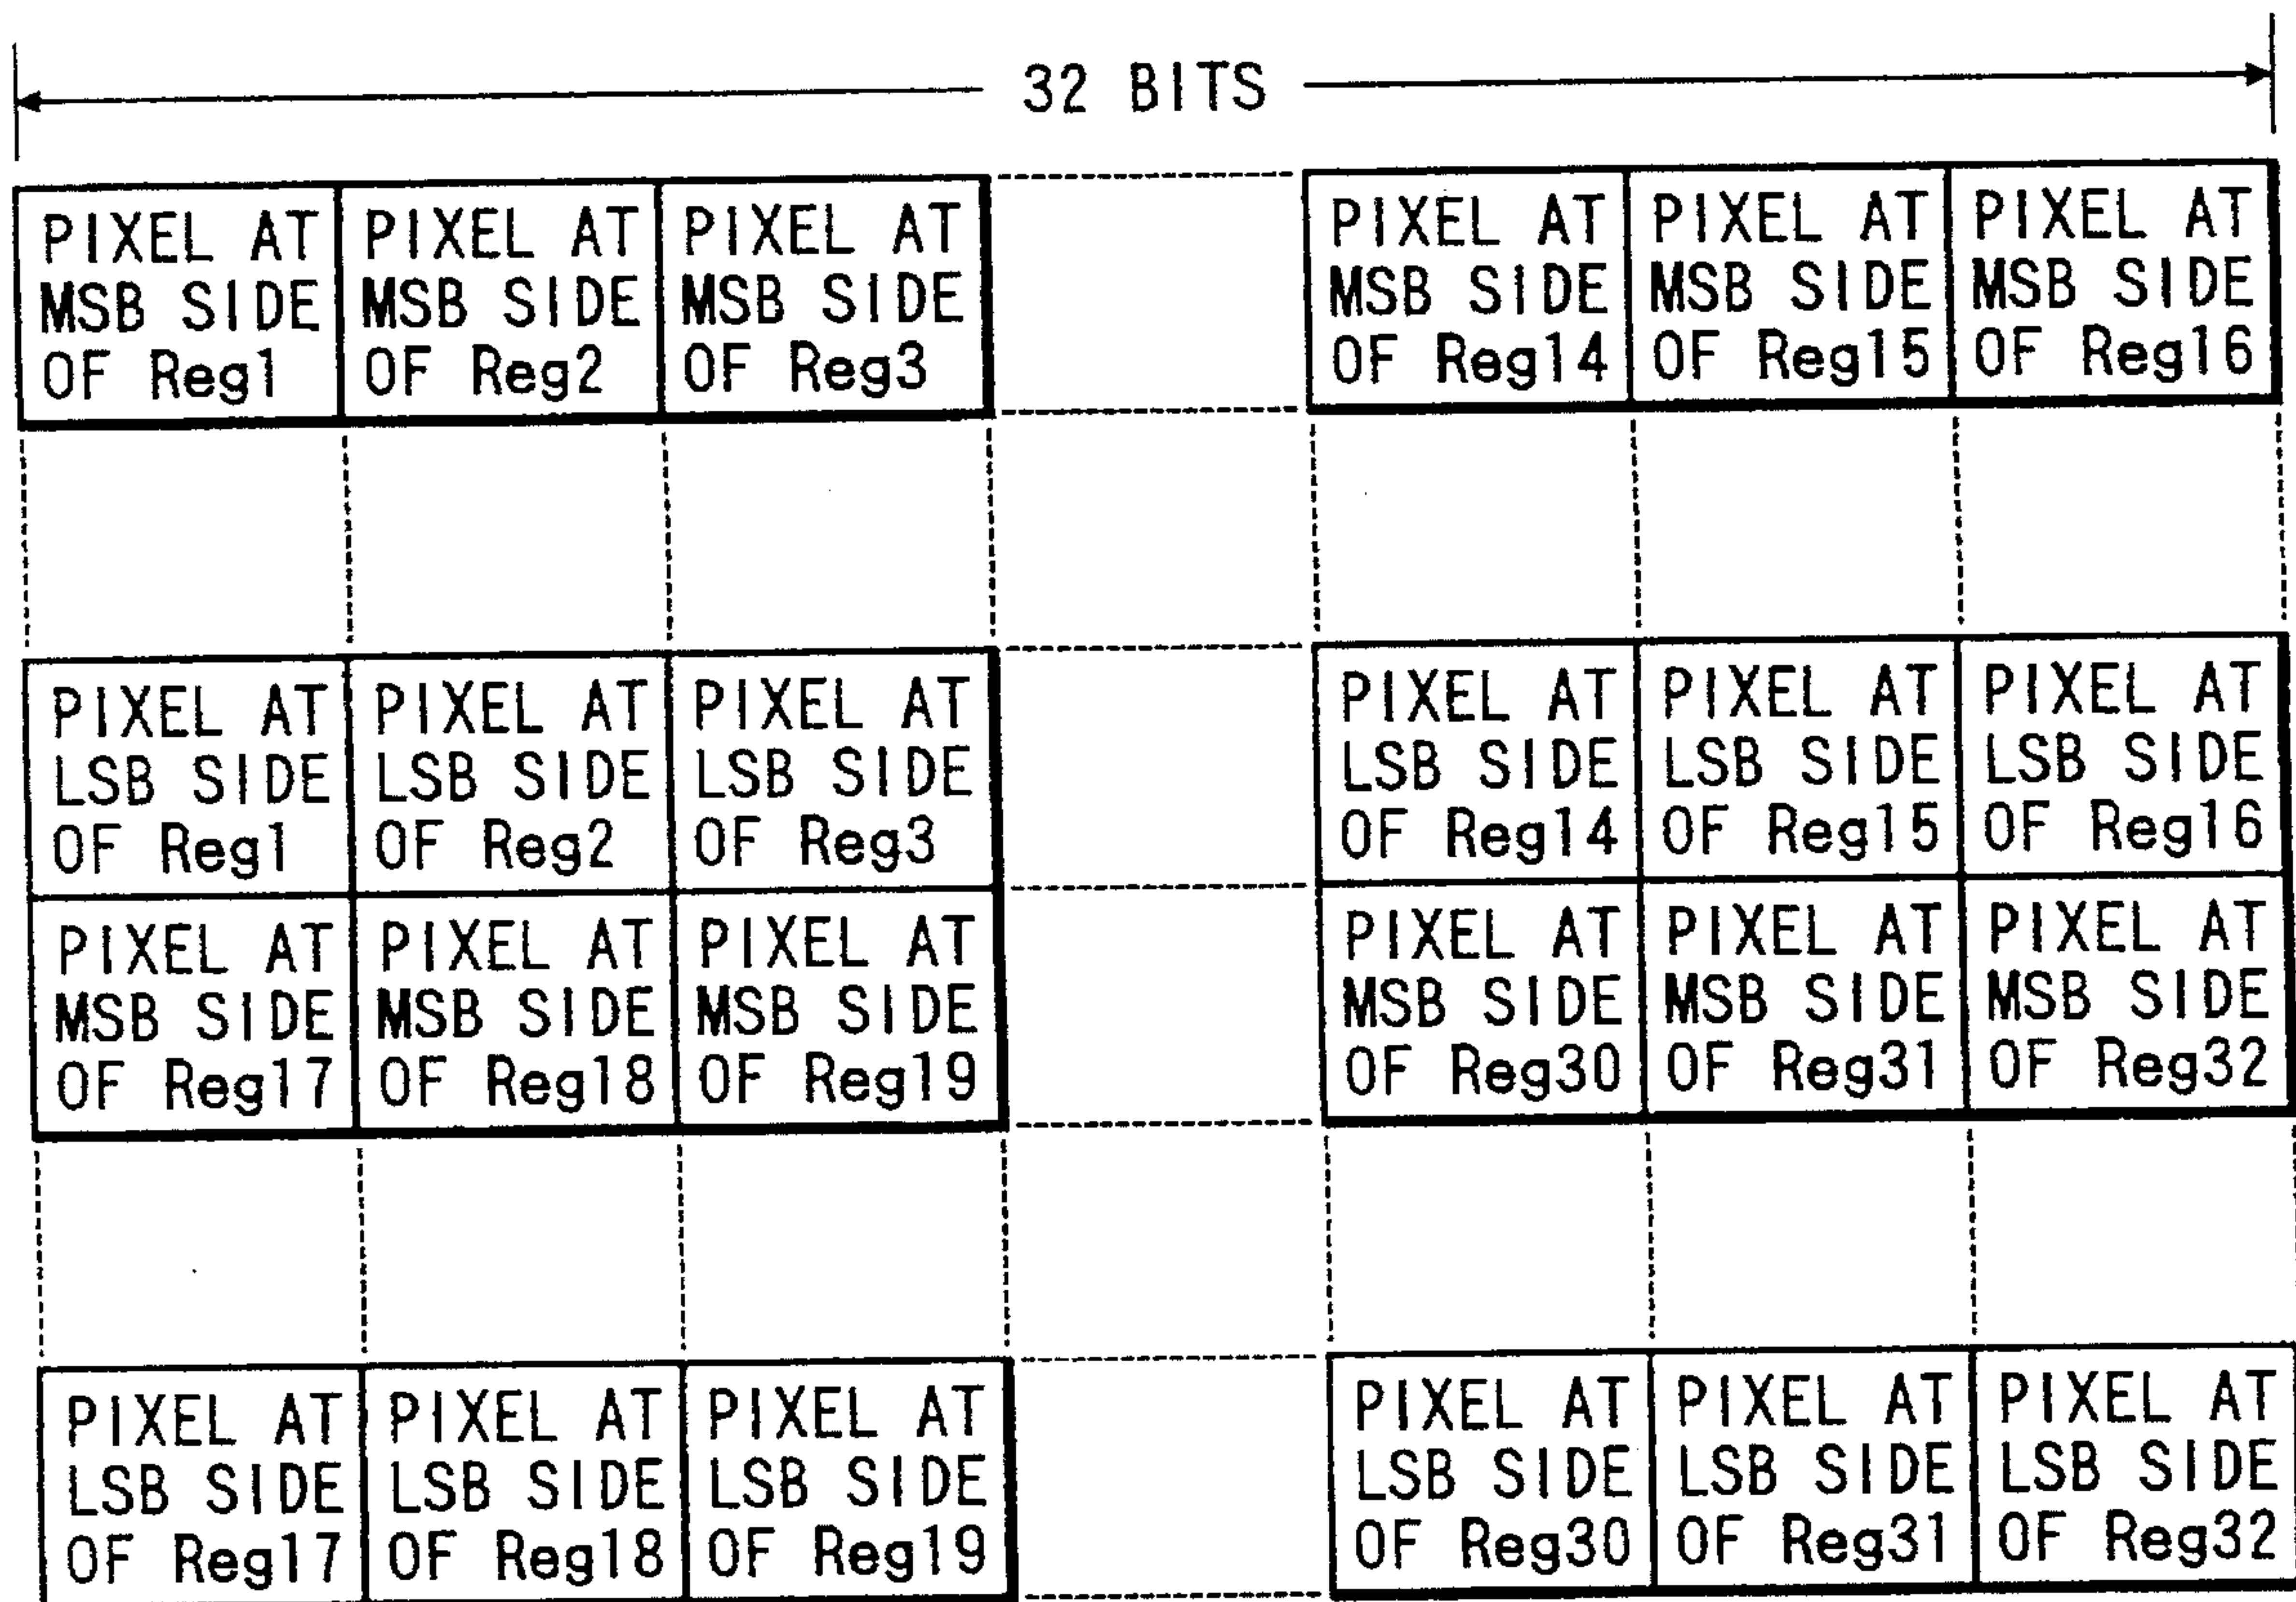 32 BITS
PIXEL AT
MSB SIDE
OF Reg1
PIXEL AT
MSB SIDE
OF Reg2
PIXEL AT
MSB SIDE
OF Reg3
PIXEL AT
MSB SIDE
OF Reg14
PIXEL AT
MSB SIDE
OF Reg15
PIXEL AT
MSB SIDE
OF Reg16
PIXEL AT
LSB SIDE
OF Reg1
PIXEL AT
LSB SIDE
OF Reg2
PIXEL AT
LSB SIDE
OF Reg3
PIXEL AT
LSB SIDE
OF Reg14
PIXEL AT
LSB SIDE
OF Reg15
PIXEL AT
LSB SIDE
OF Reg16
PIXEL AT
MSB SIDE
OF Reg17
PIXEL AT
MSB SIDE
OF Reg18
PIXEL AT
MSB SIDE
OF Reg19
PIXEL AT
MSB SIDE
OF Reg30
PIXEL AT
MSB SIDE
OF Reg31
PIXEL AT
MSB SIDE
OF Reg32
PIXEL AT
LSB SIDE
OF Reg17
PIXEL AT
LSB SIDE
OF Reg18
PIXEL AT
LSB SIDE
OF Reg19
PIXEL AT
LSB SIDE
OF Reg30
PIXEL AT
LSB SIDE
OF Reg31
PIXEL AT
LSB SIDE
OF Reg32